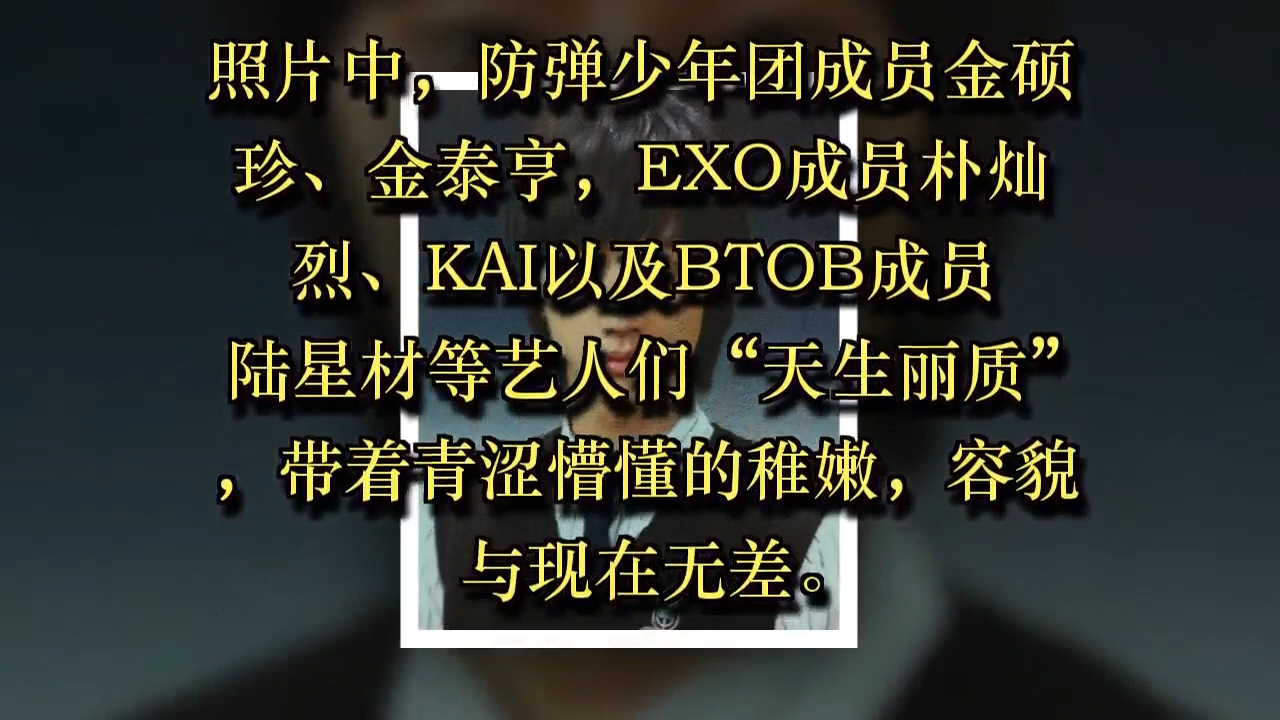 照片中，防弹少年团成员金硕
珍、金泰亨，EXO成员朴灿
烈、KAI以及BTOB成员
陆星材等艺人们“天生丽质”
，带着青涩懵懂的稚嫩，容貌
与现在无差。